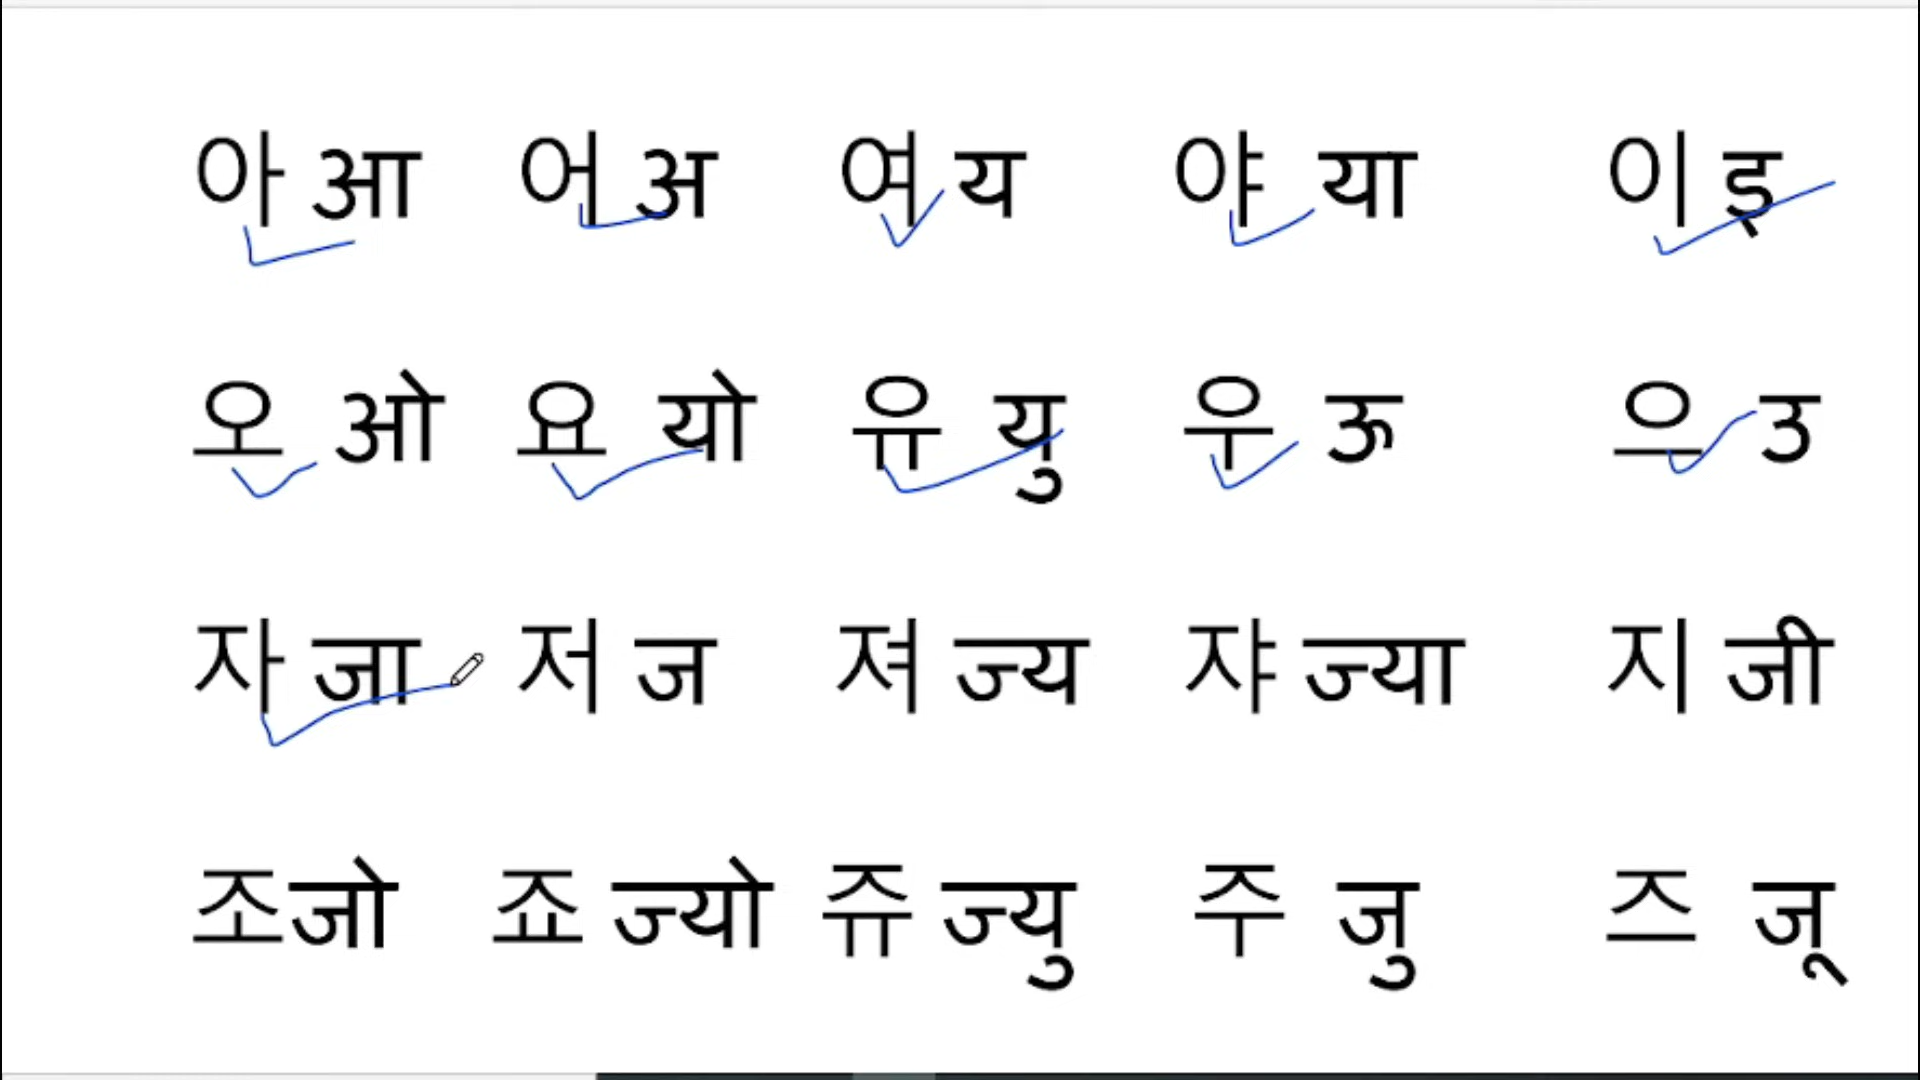 아 आ 어 अ 여 य 야 या 이 इ
오 ओ 요 यो 유 यु 우 ऊ 으 उ
자 जा 저 ज 져 ज्य 쟈 ज्या 지 जी
조 जो 죠 ज्यो 쥬 ज्यु 주 जु 즈 जू